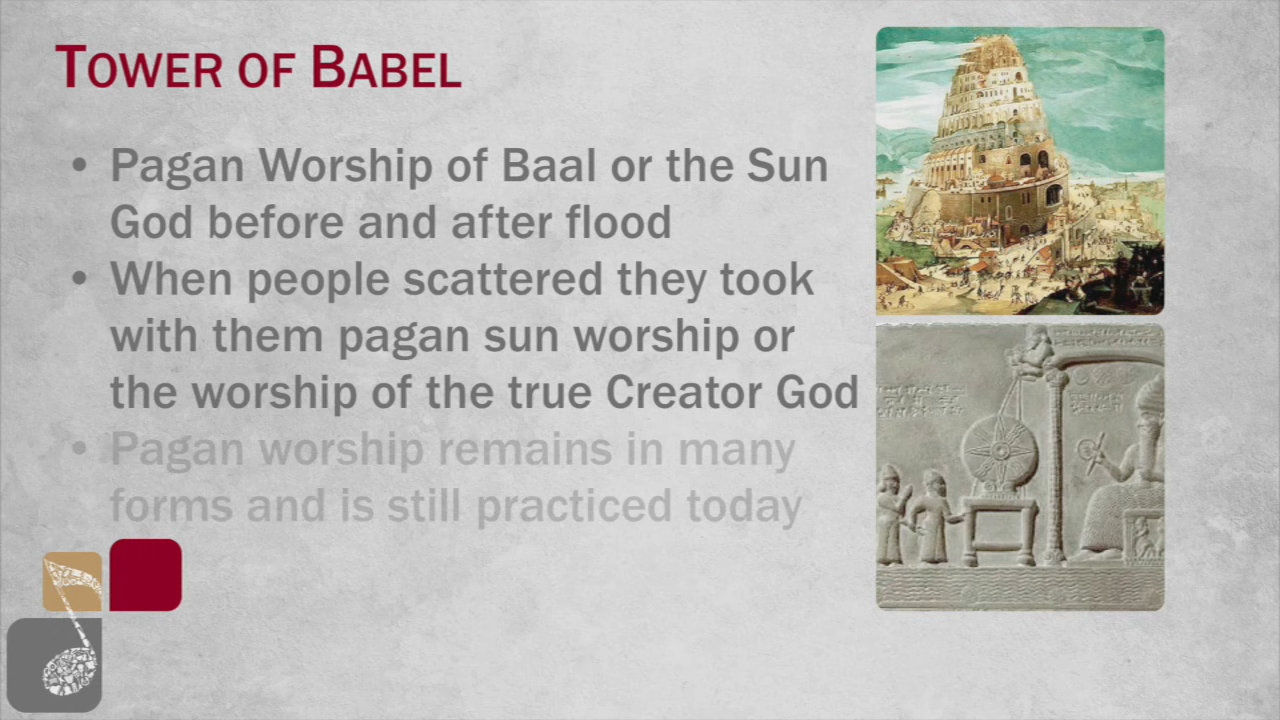 TOWER OF BABEL
• Pagan Worship of Baal or the Sun
God before and after flood
• When people scattered they took
with them pagan sun worship or
the worship of the true Creator God
• Pagan worship remains in many
forms and is still practiced today